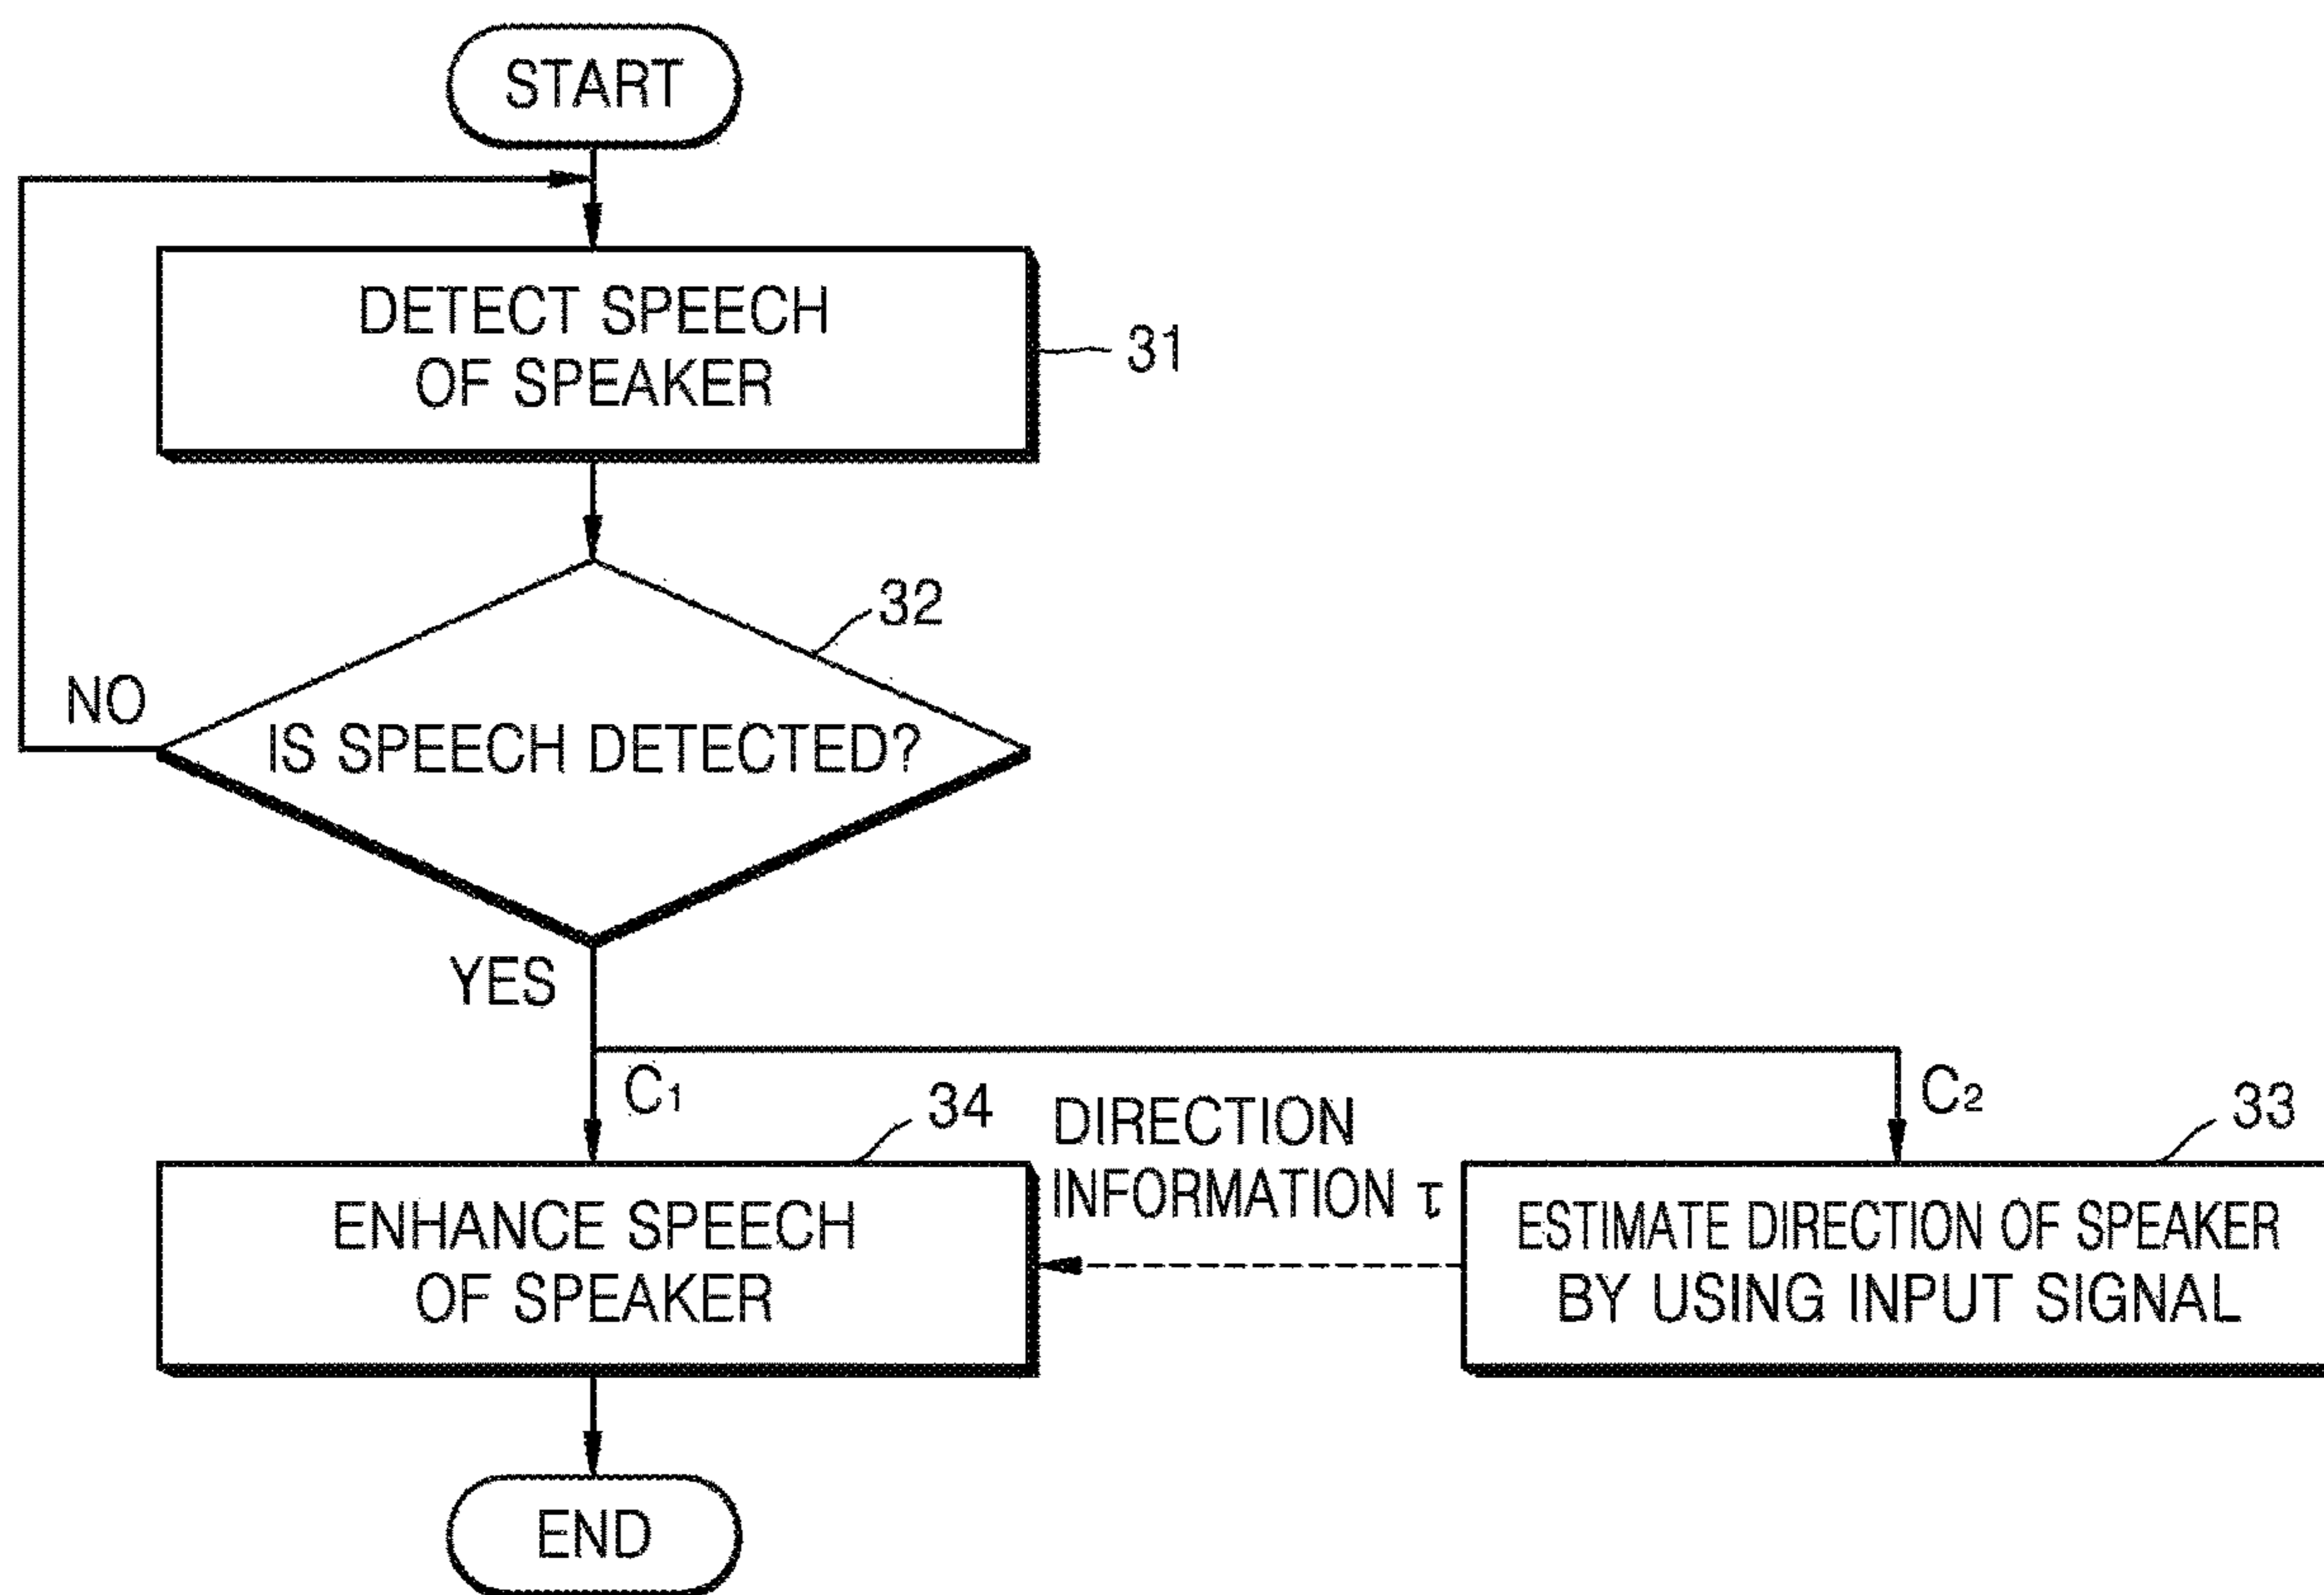 START
DETECT SPEECH
OF SPEAKER
31
32
NO
IS SPEECH DETECTED?
YES
C1
C2
34
DIRECTION
INFORMATION τ
33
ENHANCE SPEECH
OF SPEAKER
ESTIMATE DIRECTION OF SPEAKER
BY USING INPUT SIGNAL
END